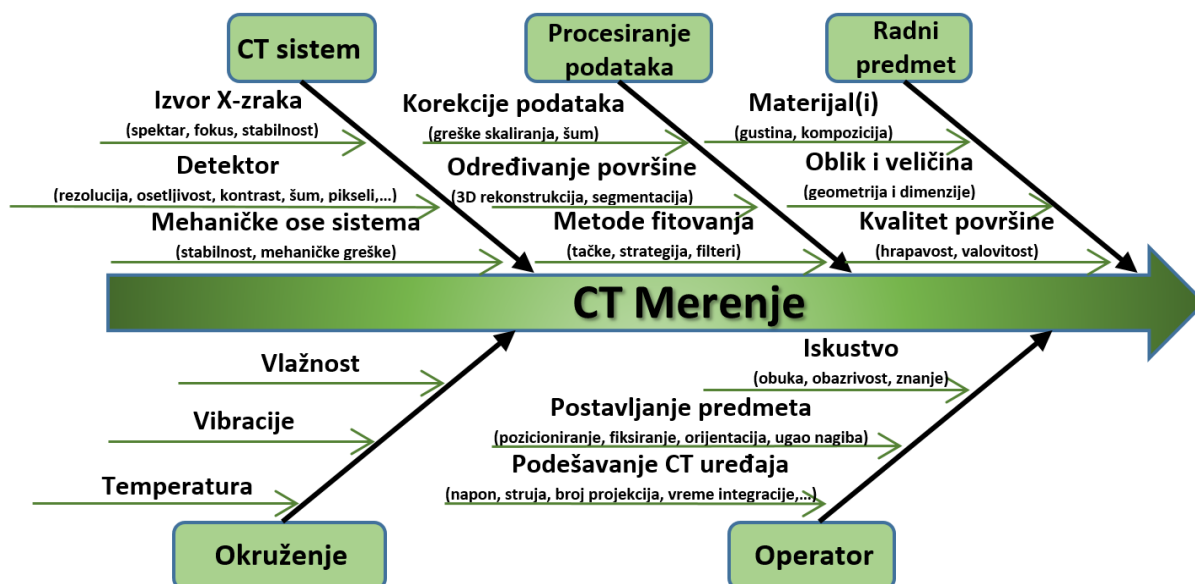 CT sistem
Procesiranje
podataka
Radni
predmet
Izvor X-zraka
(spektar, fokus, stabilnost)
Detektor
(rezolucija, osetljivost, kontrast, šum, pikseli,...)
Mehaničke ose sistema
(stabilnost, mehaničke greške)
Korekcije podataka
(greške skaliranja, šum)
Određivanje površine
(3D rekonstrukcija, segmentacija)
Metode fitovanja
(tačke, strategija, filteri)
Materijal(i)
(gustina, kompozicija)
Oblik i veličina
(geometrija i dimenzije)
Kvalitet površine
(hrapavost, valovitost)
CT Merenje
Vlažnost
Vibracije
Temperatura
Okruženje
Iskustvo
(obuka, obazrivost, znanje)
Postavljanje predmeta
(pozicioniranje, fiksiranje, orijentacija, ugao nagiba)
Podešavanje CT uređaja
(napon, struja, broj projekcija, vreme integracije,...)
Operator